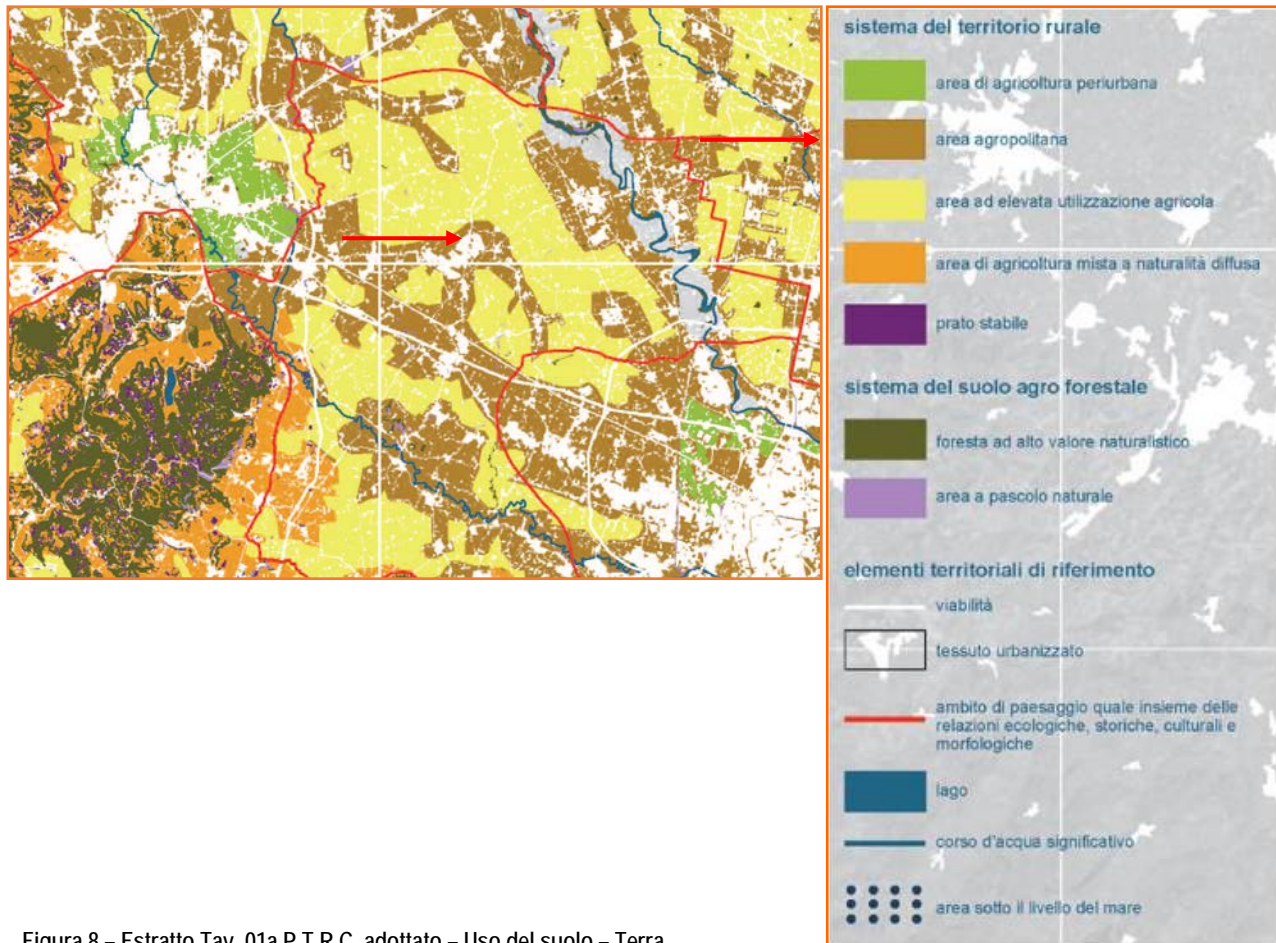 sistema del territorio rurale
area di agricoltura periurbana
area agropolitana
area ad elevata utilizzazione agricola
area di agricoltura mista a naturalità diffusa
prato stabile
sistema del suolo agro forestale
foresta ad alto valore naturalistico
area a pascolo naturale
elementi territoriali di riferimento
viabilità
tessuto urbanizzato
ambito di paesaggio quale insieme delle
relazioni ecologiche, storiche, culturali e
morfologiche
lago
corso d'acqua significativo
area sotto il livello del mare
Figura 8 – Estratto Tav. 01a P.T.R.C. adottato – Uso del suolo – Terra